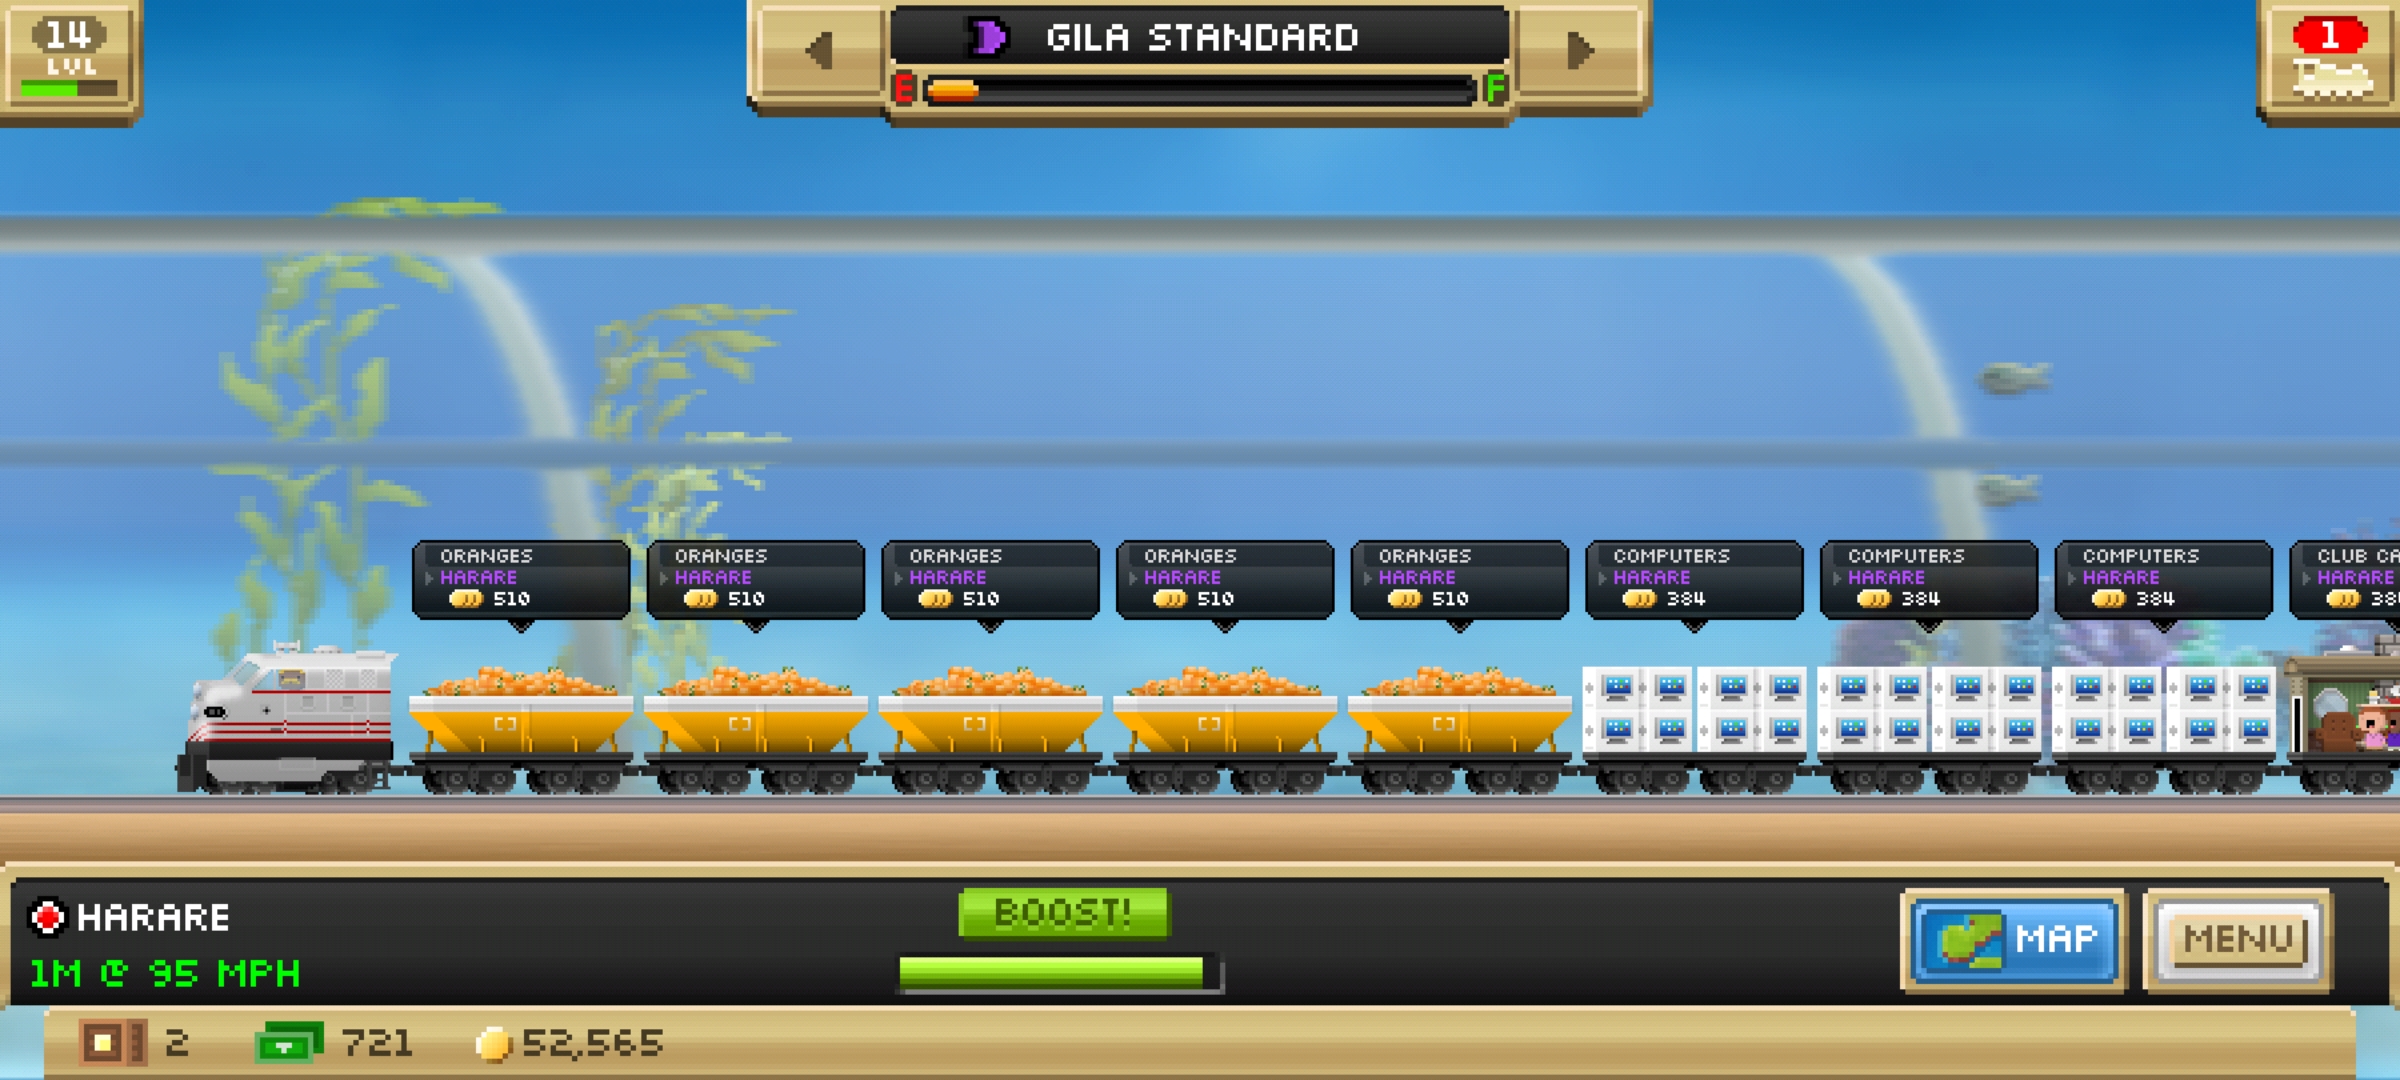 14
LVL
GILA STANDARD
E F
1
ORANGES
HARARE
510
ORANGES
HARARE
510
ORANGES
HARARE
510
ORANGES
HARARE
510
ORANGES
HARARE
510
COMPUTERS
HARARE
384
COMPUTERS
HARARE
384
COMPUTERS
HARARE
384
CLUB
HARARE
HARARE
1M @ 95 MPH
BOOST!
MAP
MENU
2
721
52,565